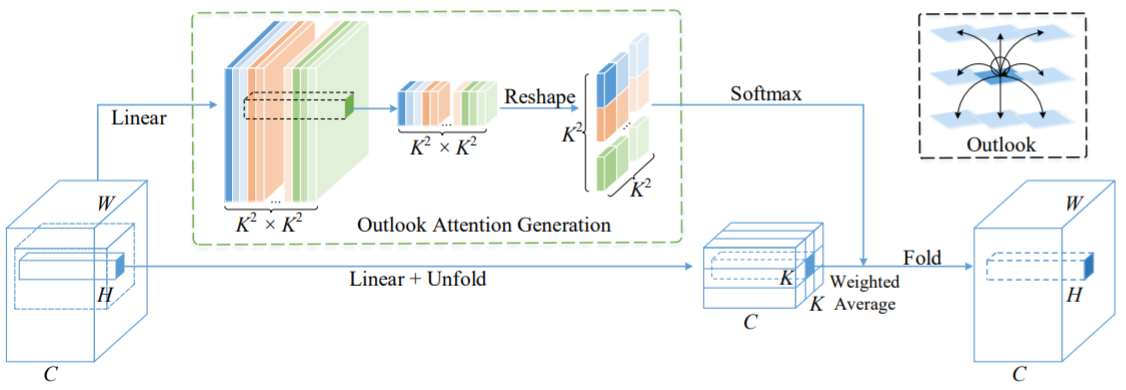 Linear
K² × K²
...
K² × K²
...
Reshape
K²
...
K²
Outlook Attention Generation
Softmax
Outlook
W
H
C
Linear + Unfold
K
K
C
Weighted
Average
Fold
W
H
C